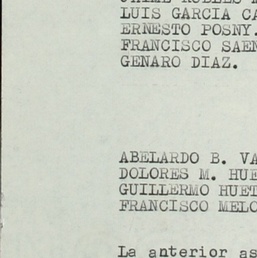 LUIS GARCIA CA
ERNESTO POSNY.
FRANCISCO SAEN
GENARO DIAZ.
ABELARDO B. VA
DOLORES M. HUE
GUILLERMO HUET
FRANCISCO MELO
La anterior as